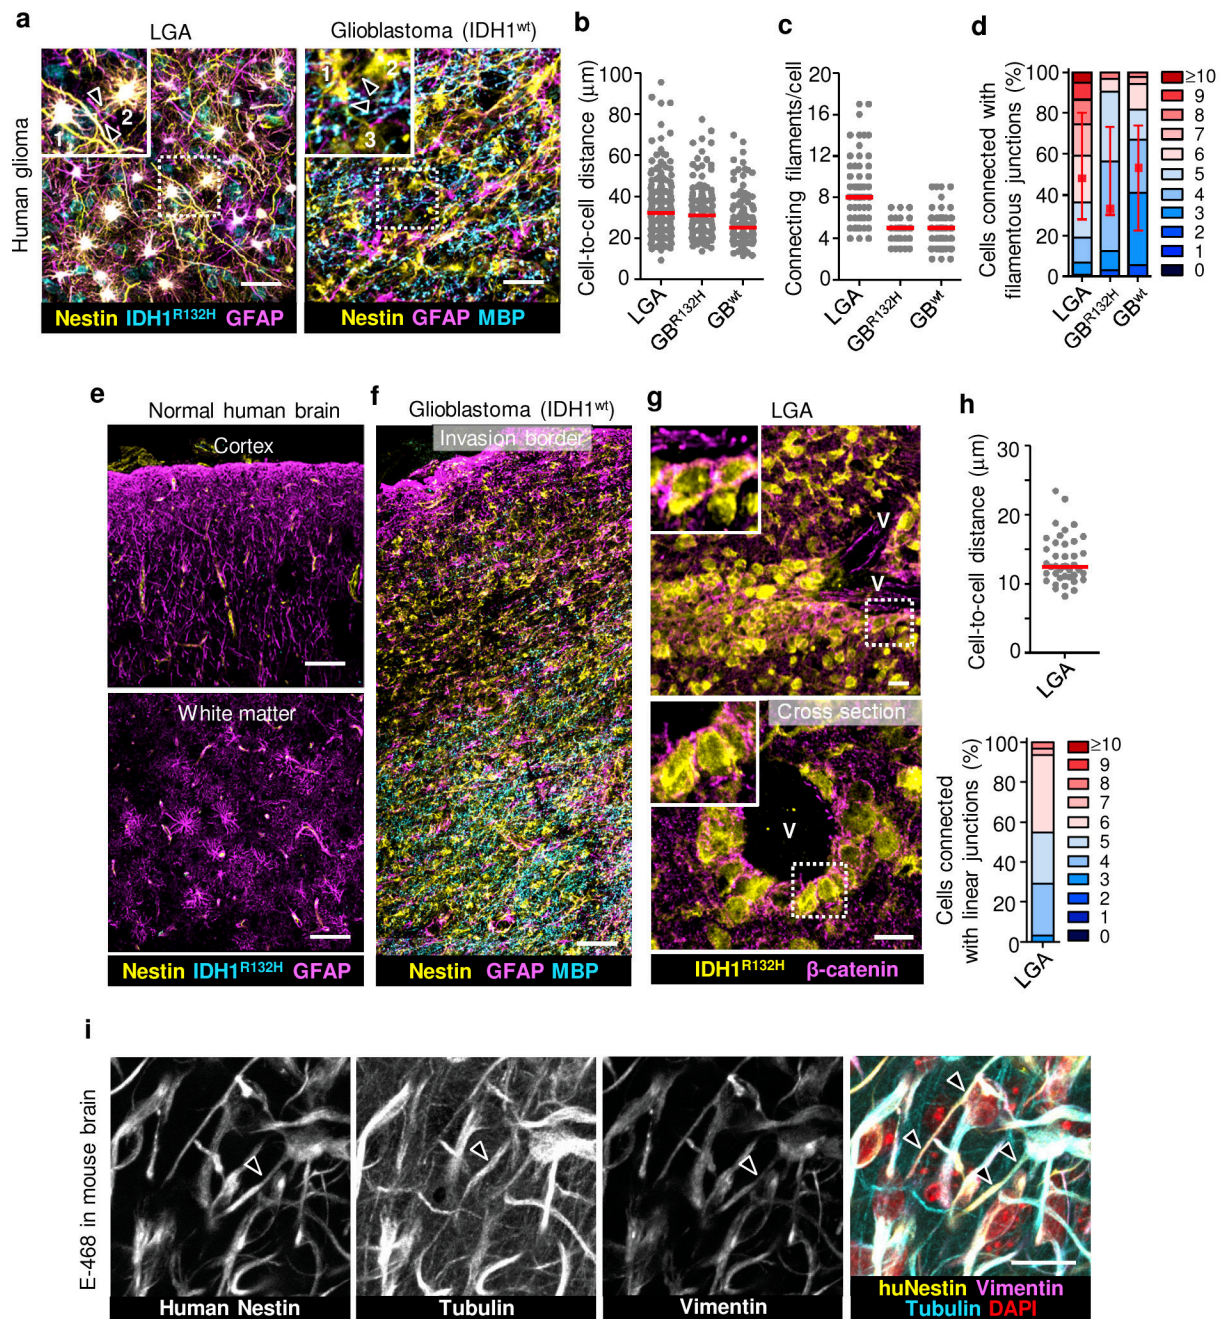 a
LGA
Glioblastoma (IDH1wt)
Human glioma
1
2
1
2
3
Nestin IDH1R132H GFAP
Nestin GFAP MBP
b
Cell-to-cell distance (μm)
100
80
60
40
20
0
LGA
GBR132H
GBwt
c
Connecting filaments/cell
20
16
12
8
4
0
LGA
GBR132H
GBwt
d
Cells connected with
filamentous junctions (%)
100
80
60
40
20
0
LGA
GBR132H
GBwt
≥10
9
8
7
6
5
4
3
2
1
0
e
Normal human brain
Cortex
White matter
Nestin IDH1R132H GFAP
f
Glioblastoma (IDH1wt)
Invasion border
Nestin GFAP MBP
g
LGA
V
V
Cross section
V
IDH1R132H β-catenin
h
Cell-to-cell distance (μm)
30
20
10
0
LGA
Cells connected
with linear junctions (%)
100
80
60
40
20
0
LGA
≥10
9
8
7
6
5
4
3
2
1
0
i
E-468 in mouse brain
Human Nestin
Tubulin
Vimentin
huNestin Vimentin
Tubulin DAPI